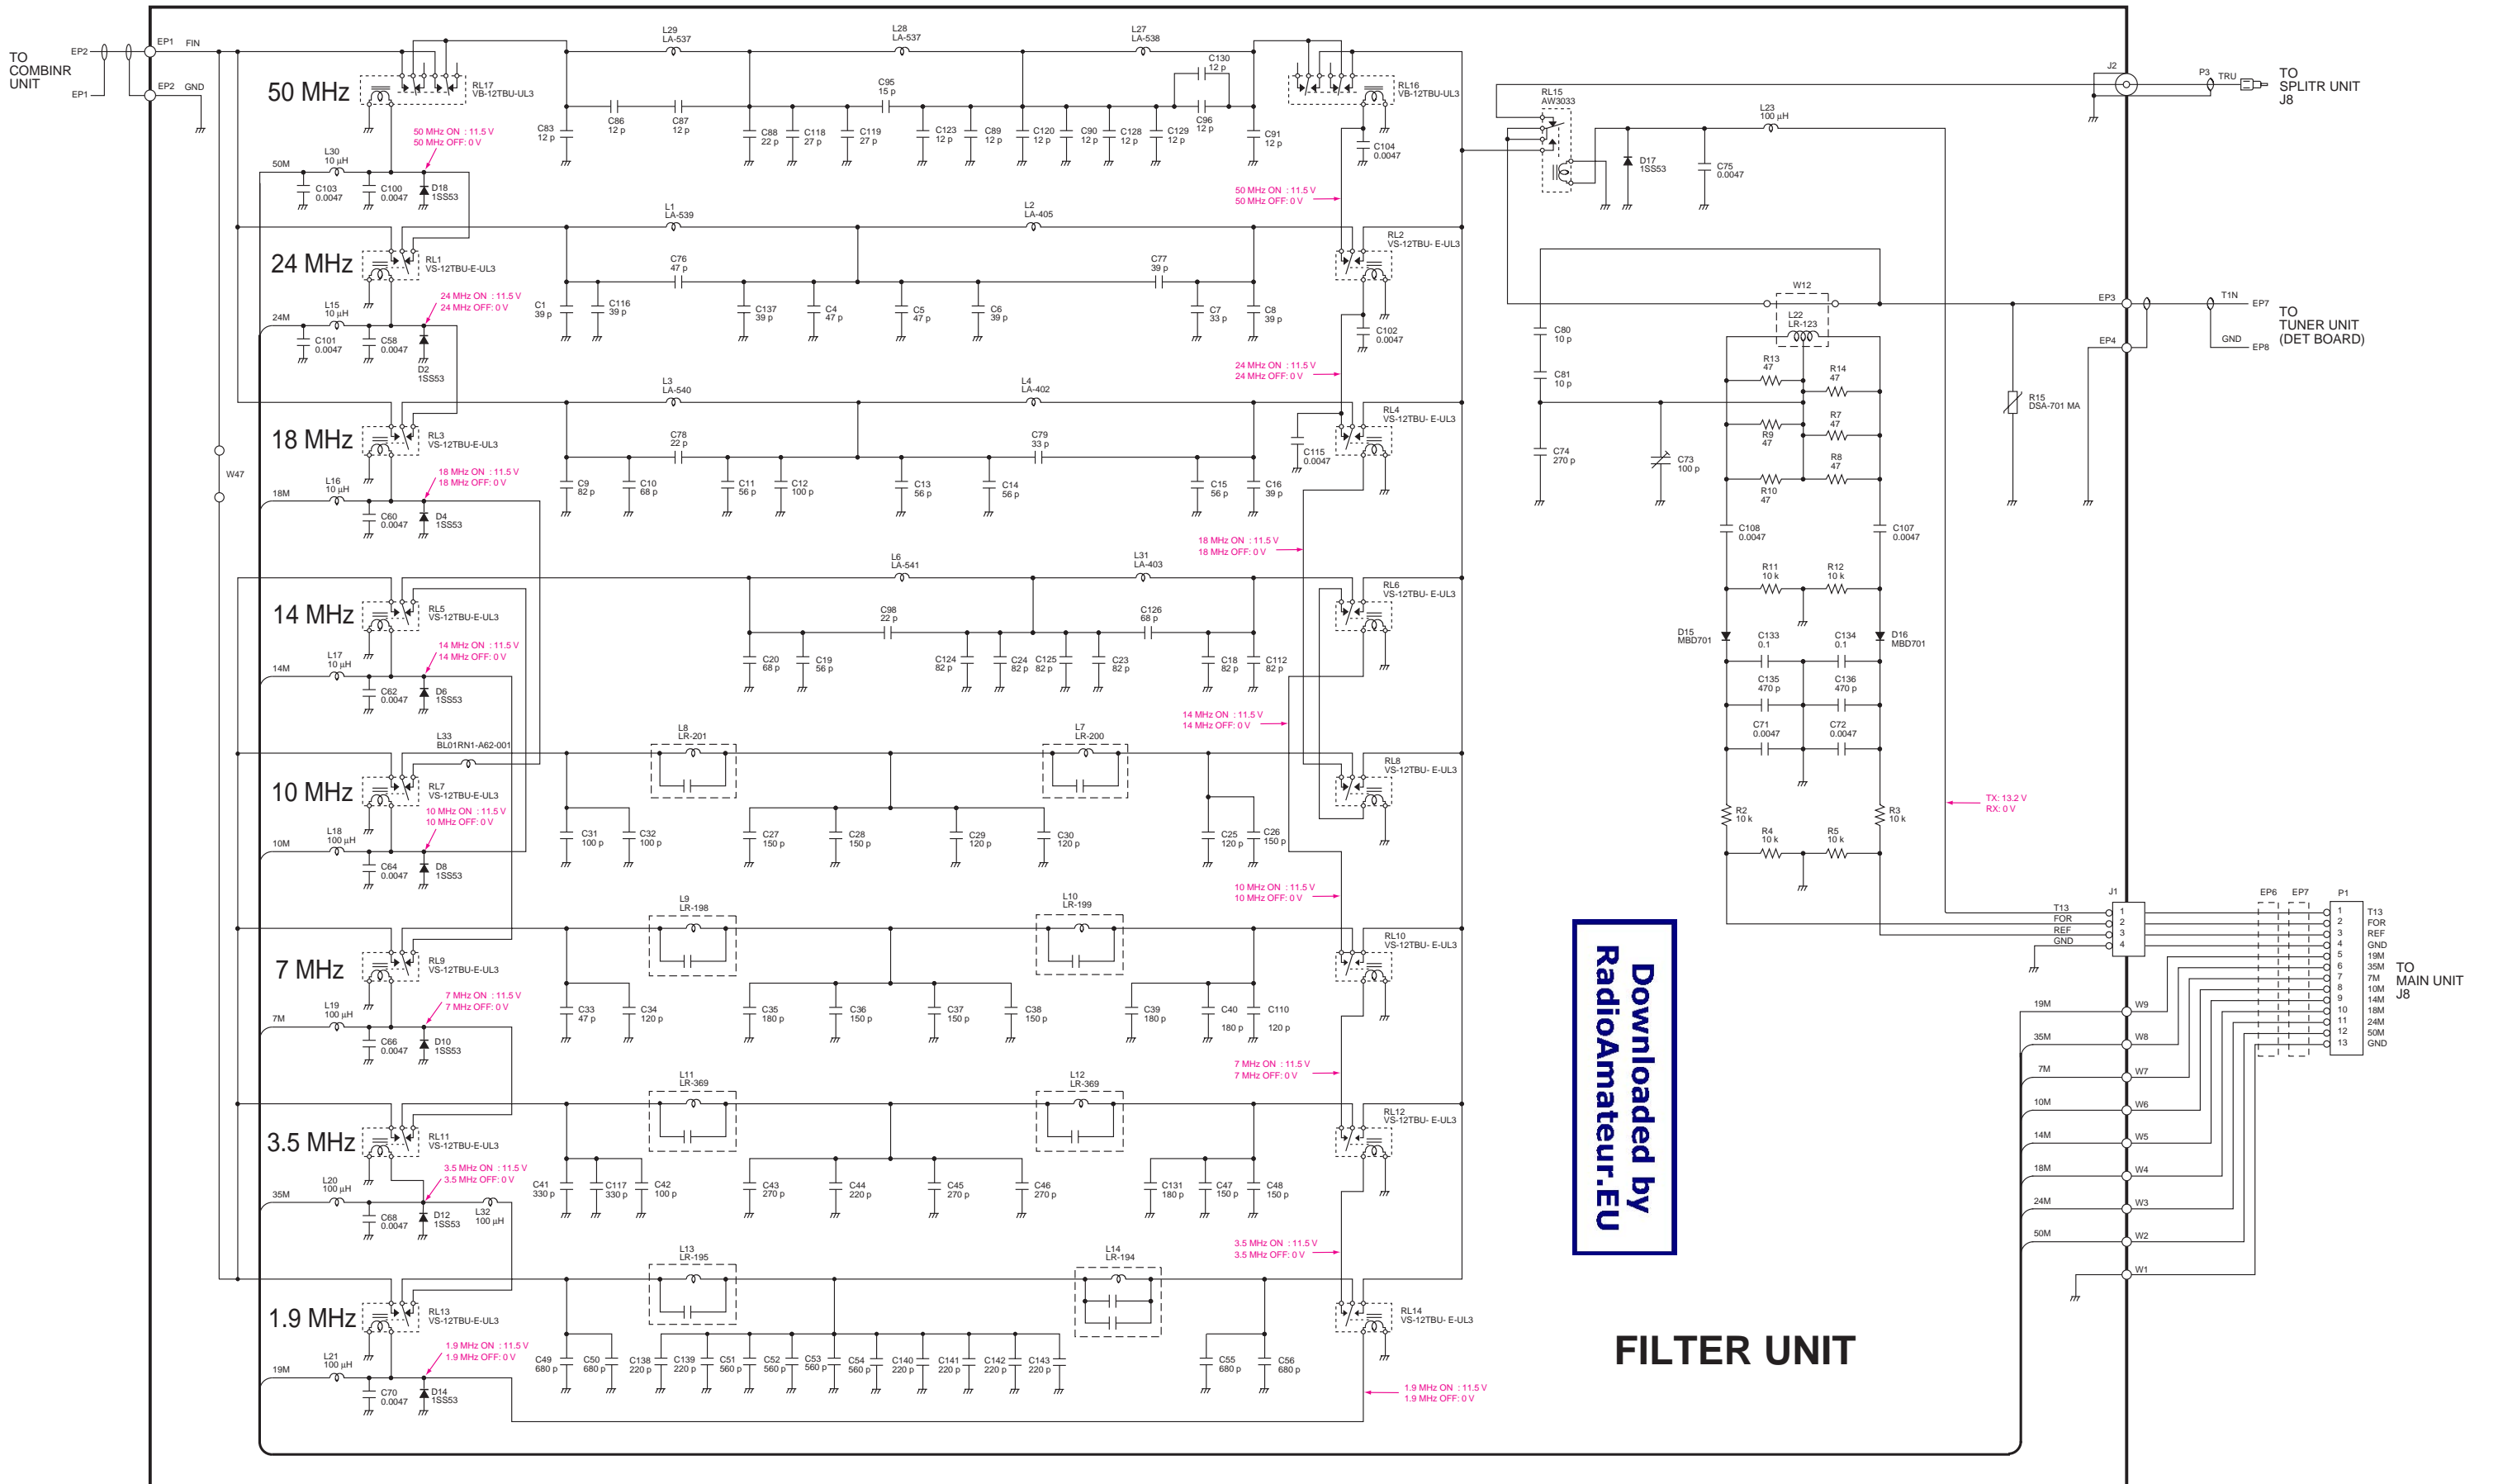 TO
COMBINR
UNIT
EP2
EP1
EP1 FIN
EP2 GND
50 MHz
RL17
VB-12TBU-UL3
50 MHz ON : 11.5 V
50 MHz OFF: 0 V
L29
LA-537
L28
LA-537
L27
LA-538
C130
12 p
C95
15 p
C86
12 p
C87
12 p
C96
12 p
C83
12 p
C88
22 p
C118
27 p
C119
27 p
C123
12 p
C89
12 p
C120
12 p
C90
12 p
C128
12 p
C129
12 p
C91
12 p
RL16
VB-12TBU-UL3
C104
0.0047
50M
L30
10 µH
C103
0.0047
C100
0.0047
D18
1SS53
50 MHz ON : 11.5 V
50 MHz OFF: 0 V
24 MHz
RL1
VS-12TBU-E-UL3
24 MHz ON : 11.5 V
24 MHz OFF: 0 V
L1
LA-539
L2
LA-405
C76
47 p
C77
39 p
C1
39 p
C116
39 p
C137
39 p
C4
47 p
C5
47 p
C6
39 p
C7
33 p
C8
39 p
RL2
VS-12TBU- E-UL3
C102
0.0047
24M
L15
10 µH
C101
0.0047
C58
0.0047
D2
1SS53
24 MHz ON : 11.5 V
24 MHz OFF: 0 V
18 MHz
RL3
VS-12TBU-E-UL3
18 MHz ON : 11.5 V
18 MHz OFF: 0 V
L3
LA-540
L4
LA-402
C78
22 p
C79
33 p
C9
82 p
C10
68 p
C11
56 p
C12
100 p
C13
56 p
C14
56 p
C15
56 p
C16
39 p
C115
0.0047
RL4
VS-12TBU- E-UL3
W47
18M
L16
10 µH
C60
0.0047
D4
1SS53
18 MHz ON : 11.5 V
18 MHz OFF: 0 V
14 MHz
RL5
VS-12TBU-E-UL3
14 MHz ON : 11.5 V
14 MHz OFF: 0 V
L6
LA-541
L31
LA-403
C98
22 p
C126
68 p
C20
68 p
C19
56 p
C124
82 p
C24
82 p
C125
82 p
C23
82 p
C18
82 p
C112
82 p
RL6
VS-12TBU- E-UL3
14M
L17
10 µH
C62
0.0047
D6
1SS53
14 MHz ON : 11.5 V
14 MHz OFF: 0 V
10 MHz
L33
BL01RN1-A62-001
RL7
VS-12TBU-E-UL3
10 MHz ON : 11.5 V
10 MHz OFF: 0 V
L8
LR-201
L7
LR-200
C31
100 p
C32
100 p
C27
150 p
C28
150 p
C29
120 p
C30
120 p
C25
120 p
C26
150 p
RL8
VS-12TBU- E-UL3
10M
L18
100 µH
C64
0.0047
D8
1SS53
10 MHz ON : 11.5 V
10 MHz OFF: 0 V
7 MHz
RL9
VS-12TBU-E-UL3
7 MHz ON : 11.5 V
7 MHz OFF: 0 V
L9
LR-198
L10
LR-199
C33
47 p
C34
120 p
C35
180 p
C36
150 p
C37
150 p
C38
150 p
C39
180 p
C40
180 p
C110
120 p
RL10
VS-12TBU- E-UL3
7M
L19
100 µH
C66
0.0047
D10
1SS53
7 MHz ON : 11.5 V
7 MHz OFF: 0 V
3.5 MHz
RL11
VS-12TBU-E-UL3
3.5 MHz ON : 11.5 V
3.5 MHz OFF: 0 V
L11
LR-369
L12
LR-369
C41
330 p
C117
330 p
C42
100 p
C43
270 p
C44
220 p
C45
270 p
C46
270 p
C131
180 p
C47
150 p
C48
150 p
RL12
VS-12TBU- E-UL3
35M
L20
100 µH
C68
0.0047
D12
1SS53
L32
100 µH
3.5 MHz ON : 11.5 V
3.5 MHz OFF: 0 V
1.9 MHz
RL13
VS-12TBU-E-UL3
1.9 MHz ON : 11.5 V
1.9 MHz OFF: 0 V
L13
LR-195
L14
LR-194
C49
680 p
C50
680 p
C138
220 p
C139
220 p
C51
560 p
C52
560 p
C53
560 p
C54
560 p
C140
220 p
C141
220 p
C142
220 p
C143
220 p
C55
680 p
C56
680 p
RL14
VS-12TBU- E-UL3
19M
L21
100 µH
C70
0.0047
D14
1SS53
1.9 MHz ON : 11.5 V
1.9 MHz OFF: 0 V
RL15
AW3033
D17
1SS53
L23
100 µH
C75
0.0047
J2
P3 TRU
TO
SPLITR UNIT
J8
W12
L22
LR-123
C80
10 p
C81
10 p
C74
270 p
C73
100 p
R13
47
R14
47
R7
47
R9
47
R8
47
R10
47
C108
0.0047
C107
0.0047
R11
10 k
R12
10 k
D15
MBD701
D16
MBD701
C133
0.1
C134
0.1
C135
470 p
C136
470 p
C71
0.0047
C72
0.0047
R2
10 k
R3
10 k
R4
10 k
R5
10 k
R15
DSA-701 MA
EP3
EP4
T1N
EP7
GND
EP8
TO
TUNER UNIT
(DET BOARD)
TX: 13.2 V
RX: 0 V
J1
T13 1
FOR 2
REF 3
GND 4
EP6 EP7 P1
1 T13
2 FOR
3 REF
4 GND
5 19M
6 35M
7 7M
8 10M
9 14M
10 18M
11 24M
12 50M
13 GND
TO
MAIN UNIT
J8
19M W9
35M W8
7M W7
10M W6
14M W5
18M W4
24M W3
50M W2
W1
Downloaded by
RadioAmateur.EU
FILTER UNIT